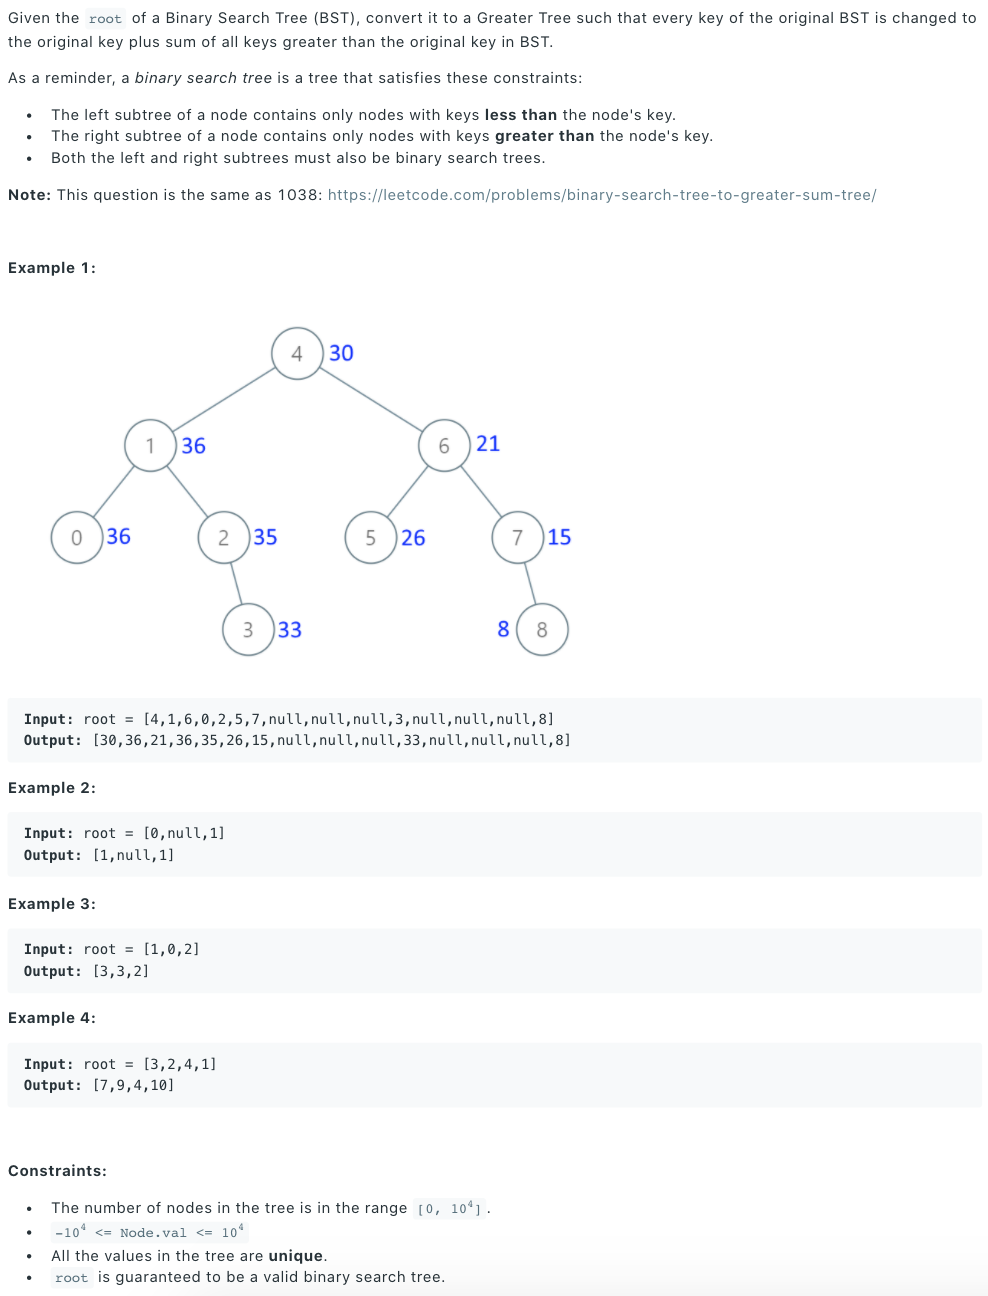 Given the root of a Binary Search Tree (BST), convert it to a Greater Tree such that every key of the original BST is changed to
the original key plus sum of all keys greater than the original key in BST.
As a reminder, a binary search tree is a tree that satisfies these constraints:
• The left subtree of a node contains only nodes with keys less than the node's key.
• The right subtree of a node contains only nodes with keys greater than the node's key.
• Both the left and right subtrees must also be binary search trees.
Note: This question is the same as 1038: https://leetcode.com/problems/binary-search-tree-to-greater-sum-tree/
Example 1:
4 30
1 36 6 21
0 36 2 35 5 26 7 15
3 33 8 8
Input: root = [4,1,6,0,2,5,7,null,null,null,3,null,null,null,8]
Output: [30,36,21,36,35,26,15,null,null,null,33,null,null,null,8]
Example 2:
Input: root = [0,null,1]
Output: [1,null,1]
Example 3:
Input: root = [1,0,2]
Output: [3,3,2]
Example 4:
Input: root = [3,2,4,1]
Output: [7,9,4,10]
Constraints:
• The number of nodes in the tree is in the range [0, 10⁴].
• -10⁴ <= Node.val <= 10⁴
• All the values in the tree are unique.
• root is guaranteed to be a valid binary search tree.